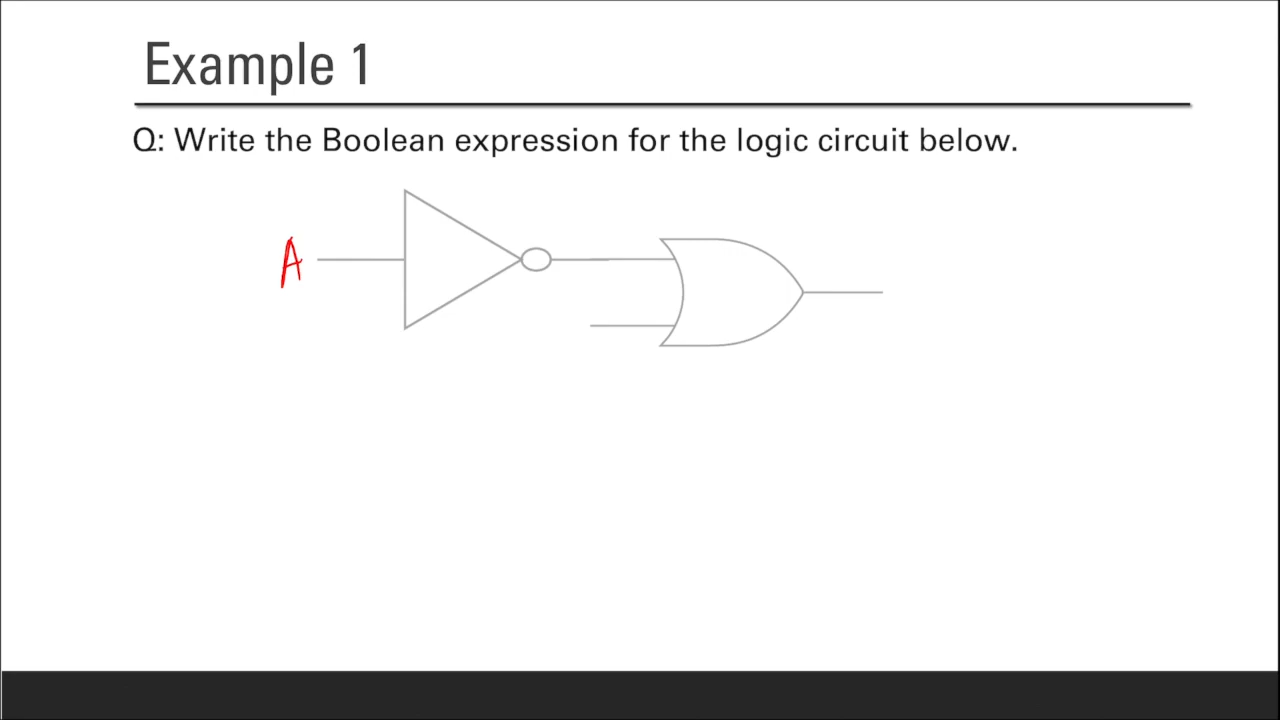 Example 1
Q: Write the Boolean expression for the logic circuit below.
A